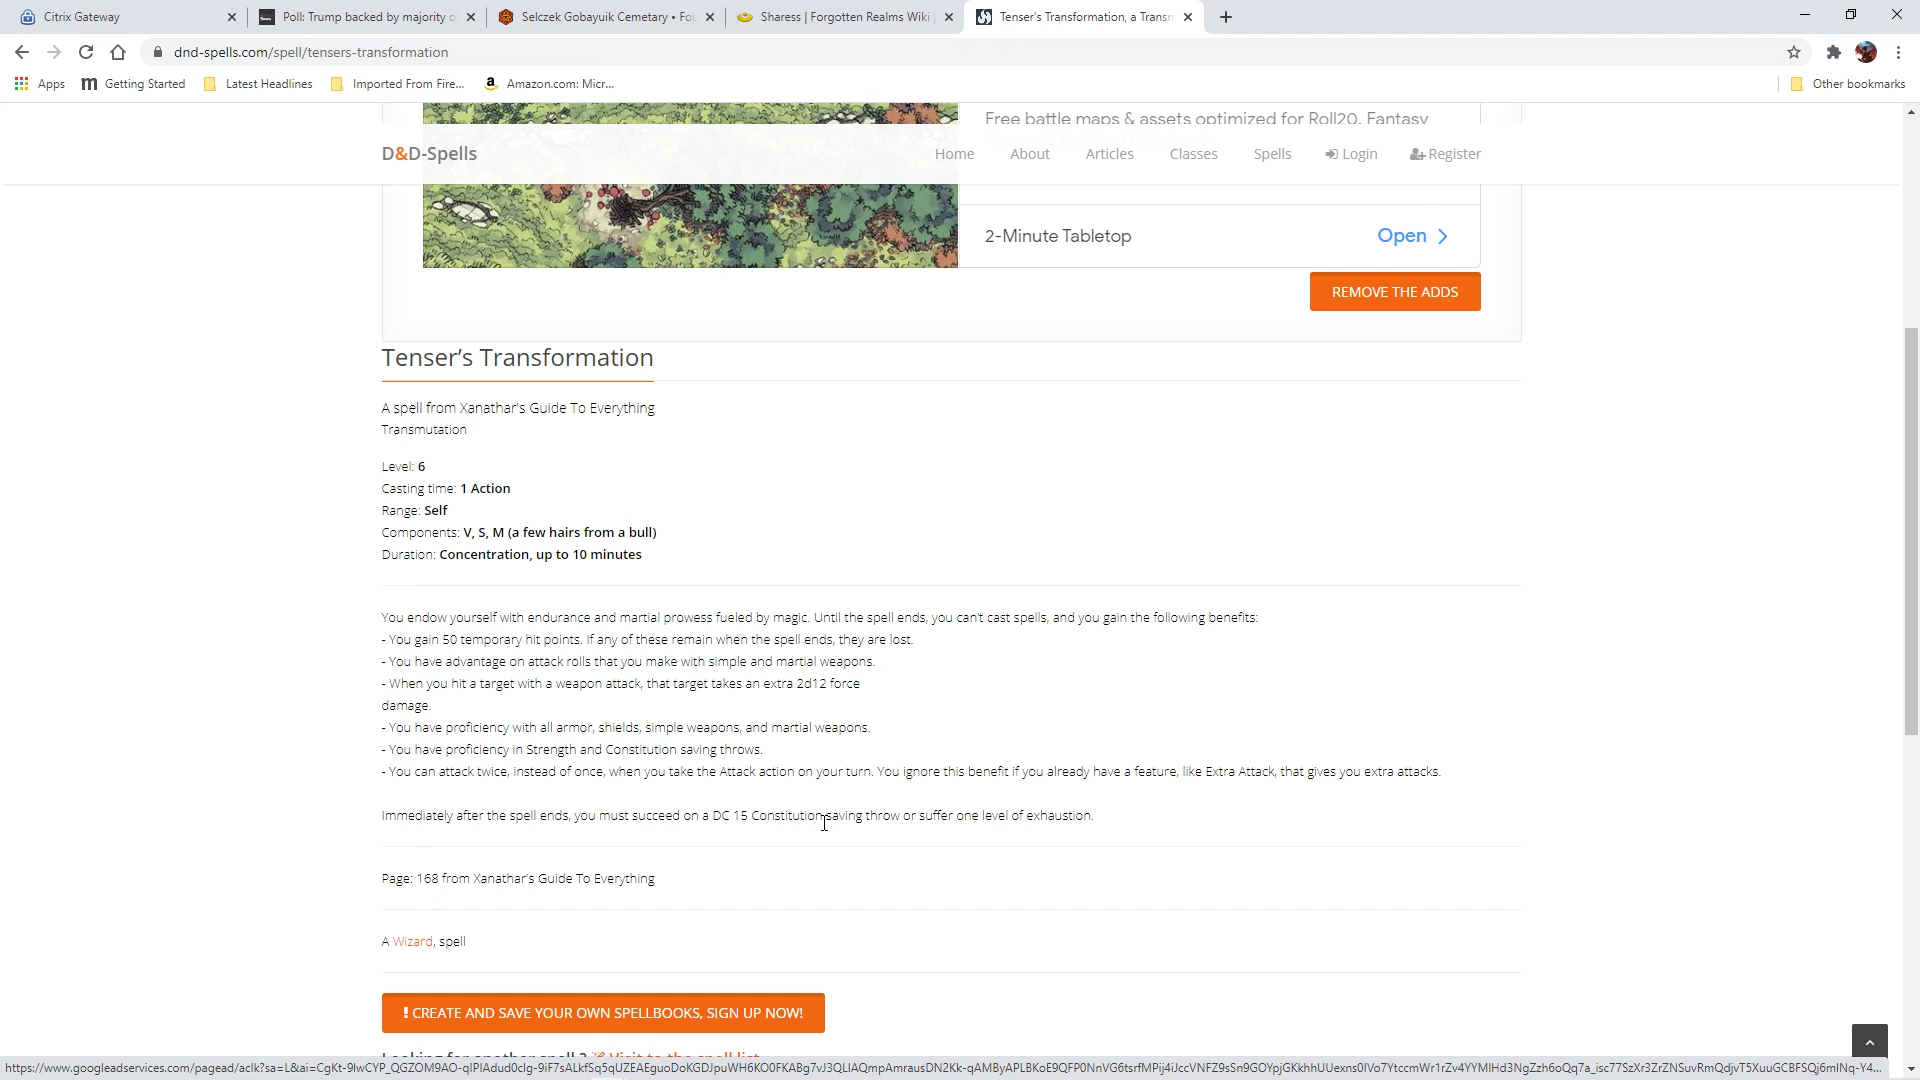 Citrix Gateway
Poll: Trump backed by majority o
Selczek Gobayuik Cemetary • Fou
Sharess | Forgotten Realms Wiki |
Tenser's Transformation, a Transm
dnd-spells.com/spell/tensers-transformation
Apps
Getting Started
Latest Headlines
Imported From Fire...
Amazon.com: Micr...
Other bookmarks
Free battle maps & assets optimized for Roll20, Fantasy
D&D-Spells
Home
About
Articles
Classes
Spells
Login
Register
2-Minute Tabletop
Open
REMOVE THE ADDS
Tenser's Transformation
A spell from Xanathar's Guide To Everything
Transmutation
Level: 6
Casting time: 1 Action
Range: Self
Components: V, S, M (a few hairs from a bull)
Duration: Concentration, up to 10 minutes
You endow yourself with endurance and martial prowess fueled by magic. Until the spell ends, you can't cast spells, and you gain the following benefits:
- You gain 50 temporary hit points. If any of these remain when the spell ends, they are lost.
- You have advantage on attack rolls that you make with simple and martial weapons.
- When you hit a target with a weapon attack, that target takes an extra 2d12 force
damage.
- You have proficiency with all armor, shields, simple weapons, and martial weapons.
- You have proficiency in Strength and Constitution saving throws.
- You can attack twice, instead of once, when you take the Attack action on your turn. You ignore this benefit if you already have a feature, like Extra Attack, that gives you extra attacks.
Immediately after the spell ends, you must succeed on a DC 15 Constitution saving throw or suffer one level of exhaustion.
Page: 168 from Xanathar's Guide To Everything
A Wizard, spell
! CREATE AND SAVE YOUR OWN SPELLBOOKS, SIGN UP NOW!
Looking for another spell? Visit to the spell list